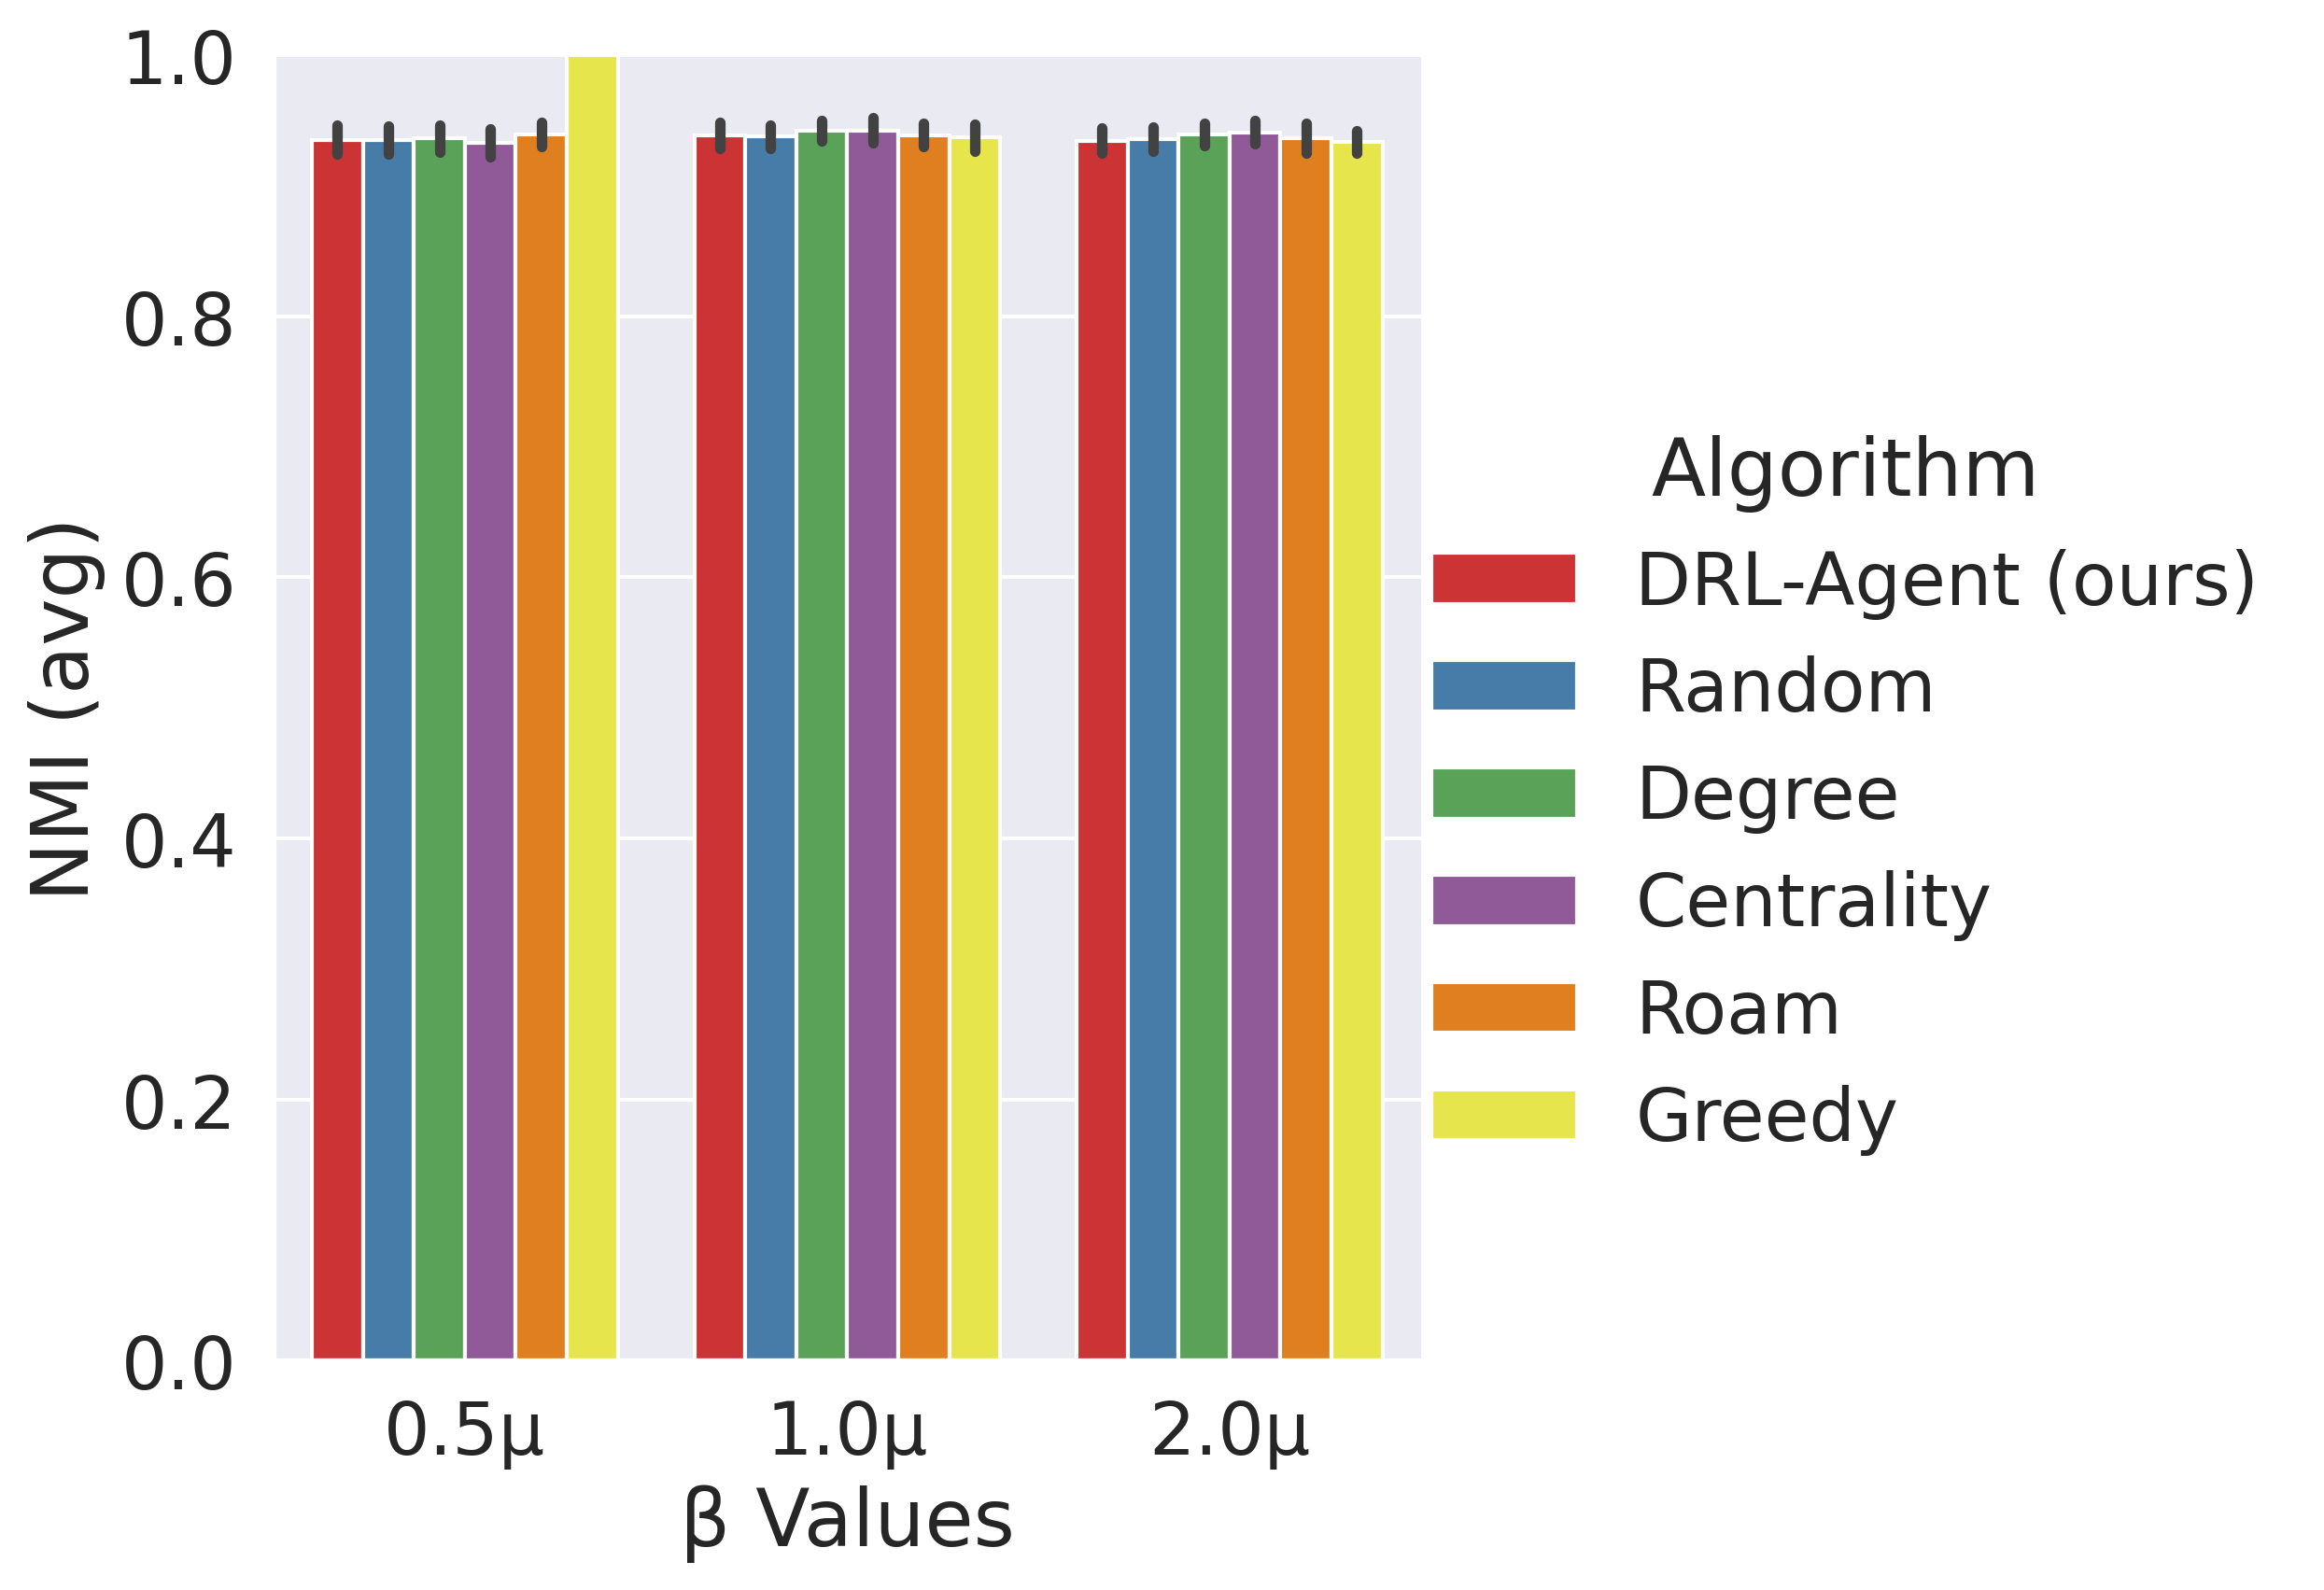 1.0
0.8
0.6
0.4
0.2
0.0
NMI (avg)
0.5μ 1.0μ 2.0μ
β Values
Algorithm
DRL-Agent (ours)
Random
Degree
Centrality
Roam
Greedy